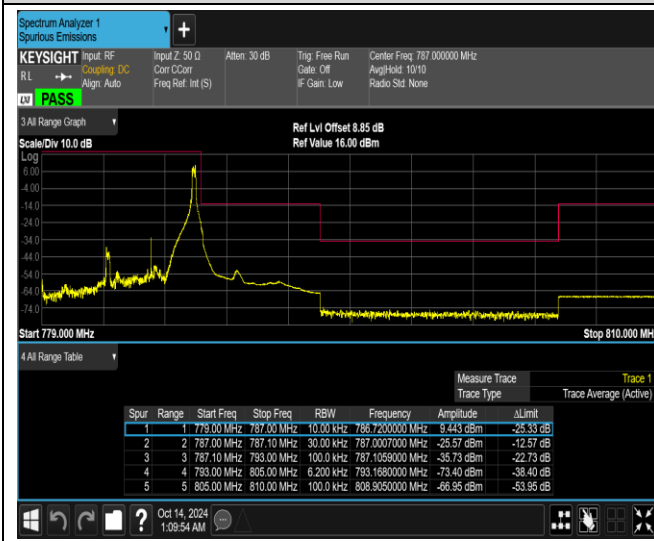 Spectrum Analyzer 1
Spurious Emissions
+
KEYSIGHT Input: RF Input Z: 50 Ω Atten: 30 dB Trig: Free Run Center Freq: 787.000000 MHz
RL Coupling: DC Corr CCorr Gate: Off Avg|Hold: 10/10
Align: Auto Freq Ref: Int (S) IF Gain: Low Radio Std: None
LXI PASS
3 All Range Graph
Ref Lvl Offset 8.85 dB
Scale/Div 10.0 dB Ref Value 16.00 dBm
Log
6.00
-4.00
-14.0
-24.0
-34.0
-44.0
-54.0
-64.0
-74.0
Start 779.000 MHz Stop 810.000 MH
4 All Range Table
Measure Trace Trace 1
Trace Type Trace Average (Active)
Spur Range Start Freq Stop Freq RBW Frequency Amplitude ΔLimit
1 1 779.00 MHz 787.00 MHz 10.00 kHz 786.7200000 MHz 9.443 dBm -25.33 dB
2 2 787.00 MHz 787.10 MHz 30.00 kHz 787.0007000 MHz -25.57 dBm -12.57 dB
3 3 787.10 MHz 793.00 MHz 100.0 kHz 787.1059000 MHz -35.73 dBm -22.73 dB
4 4 793.00 MHz 805.00 MHz 6.200 kHz 793.1680000 MHz -73.40 dBm -38.40 dB
5 5 805.00 MHz 810.00 MHz 100.0 kHz 808.9050000 MHz -66.95 dBm -53.95 dB
? Oct 14, 2024
1:09:54 AM